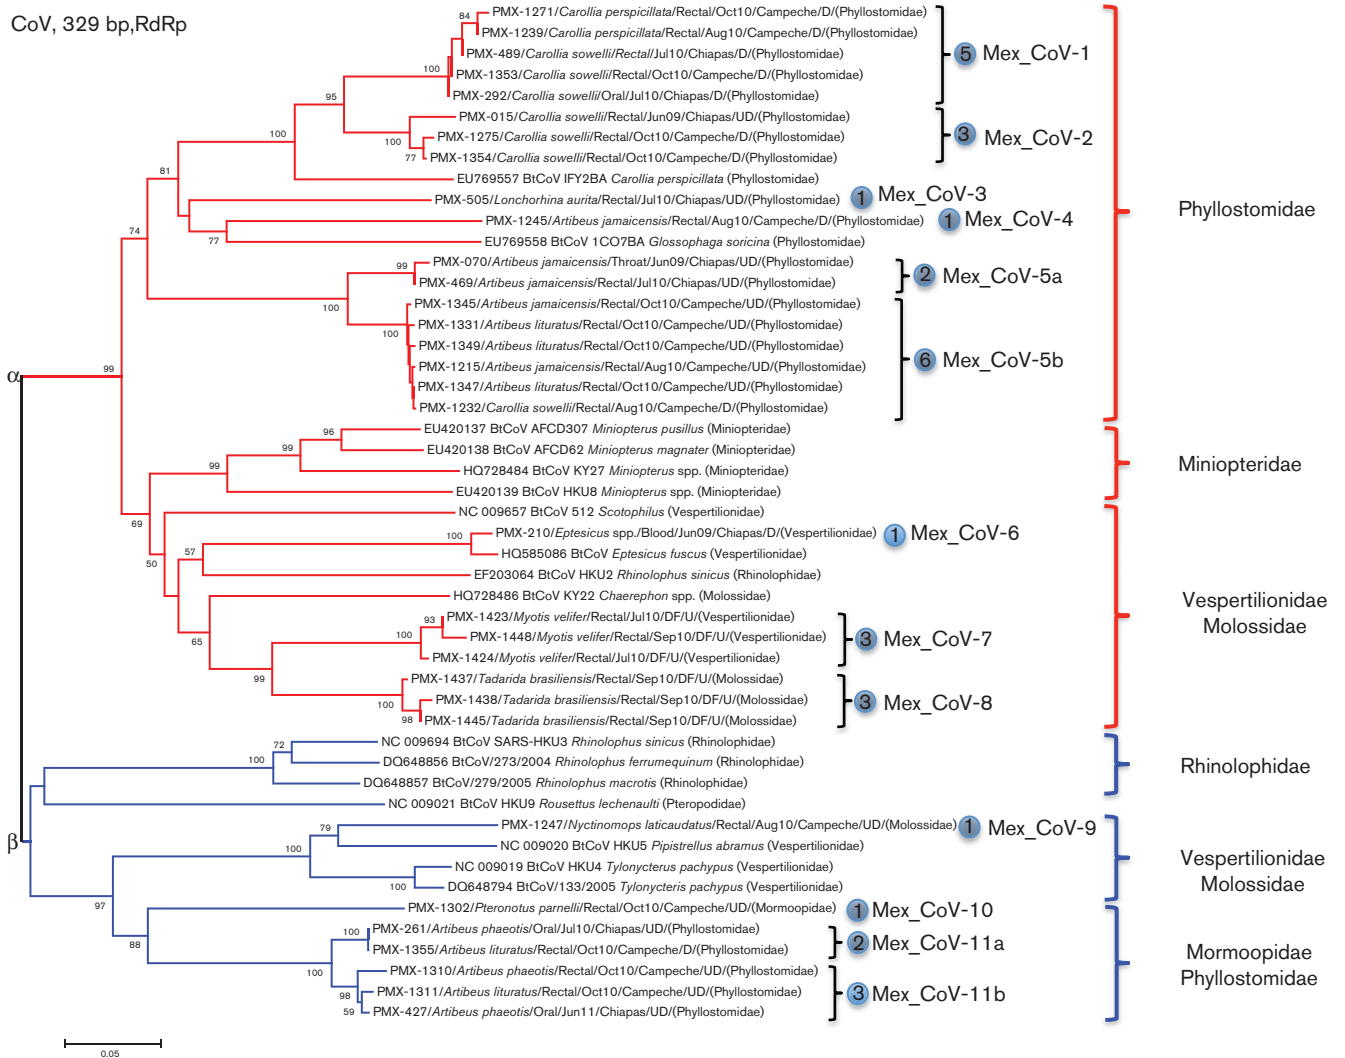 CoV, 329 bp,RdRp
84
PMX-1271/Carollia perspicillata/Rectal/Oct10/Campeche/D/(Phyllostomidae)
PMX-1239/Carollia perspicillata/Rectal/Aug10/Campeche/D/(Phyllostomidae)
PMX-489/Carollia sowelli/Rectal/Jul10/Chiapas/D/(Phyllostomidae)
5 Mex_CoV-1
100
PMX-1353/Carollia sowelli/Rectal/Oct10/Campeche/D/(Phyllostomidae)
PMX-292/Carollia sowelli/Oral/Jul10/Chiapas/D/(Phyllostomidae)
95
PMX-015/Carollia sowelli/Rectal/Jun09/Chiapas/UD/(Phyllostomidae)
100
PMX-1275/Carollia sowelli/Rectal/Oct10/Campeche/D/(Phyllostomidae)
3 Mex_CoV-2
100
77
PMX-1354/Carollia sowelli/Rectal/Oct10/Campeche/D/(Phyllostomidae)
81
EU769557 BtCoV IFY2BA Carollia perspicillata (Phyllostomidae)
PMX-505/Lonchorhina aurita/Rectal/Jul10/Chiapas/UD/(Phyllostomidae)
1 Mex_CoV-3
Phyllostomidae
PMX-1245/Artibeus jamaicensis/Rectal/Aug10/Campeche/D/(Phyllostomidae)
1 Mex_CoV-4
74
77
EU769558 BtCoV 1CO7BA Glossophaga soricina (Phyllostomidae)
99
PMX-070/Artibeus jamaicensis/Throat/Jun09/Chiapas/UD/(Phyllostomidae)
2 Mex_CoV-5a
PMX-469/Artibeus jamaicensis/Rectal/Jul10/Chiapas/UD/(Phyllostomidae)
100
PMX-1345/Artibeus jamaicensis/Rectal/Oct10/Campeche/UD/(Phyllostomidae)
PMX-1331/Artibeus lituratus/Rectal/Oct10/Campeche/UD/(Phyllostomidae)
100
PMX-1349/Artibeus lituratus/Rectal/Oct10/Campeche/UD/(Phyllostomidae)
6 Mex_CoV-5b
PMX-1215/Artibeus jamaicensis/Rectal/Aug10/Campeche/UD/(Phyllostomidae)
α
99
PMX-1347/Artibeus lituratus/Rectal/Oct10/Campeche/UD/(Phyllostomidae)
PMX-1232/Carollia sowelli/Rectal/Aug10/Campeche/D/(Phyllostomidae)
96
EU420137 BtCoV AFCD307 Miniopterus pusillus (Miniopteridae)
99
EU420138 BtCoV AFCD62 Miniopterus magnater (Miniopteridae)
Miniopteridae
99
HQ728484 BtCoV KY27 Miniopterus spp. (Miniopteridae)
EU420139 BtCoV HKU8 Miniopterus spp. (Miniopteridae)
69
NC 009657 BtCoV 512 Scotophilus (Vespertilionidae)
100
PMX-210/Eptesicus spp./Blood/Jun09/Chiapas/D/(Vespertilionidae)
1 Mex_CoV-6
57
HQ585086 BtCoV Eptesicus fuscus (Vespertilionidae)
50
EF203064 BtCoV HKU2 Rhinolophus sinicus (Rhinolophidae)
HQ728486 BtCoV KY22 Chaerephon spp. (Molossidae)
Vespertilionidae
Molossidae
93
PMX-1423/Myotis velifer/Rectal/Jul10/DF/U/(Vespertilionidae)
65
100
PMX-1448/Myotis velifer/Rectal/Sep10/DF/U/(Vespertilionidae)
3 Mex_CoV-7
PMX-1424/Myotis velifer/Rectal/Jul10/DF/U/(Vespertilionidae)
99
PMX-1437/Tadarida brasiliensis/Rectal/Sep10/DF/U/(Molossidae)
100
PMX-1438/Tadarida brasiliensis/Rectal/Sep10/DF/U/(Molossidae)
3 Mex_CoV-8
98
PMX-1445/Tadarida brasiliensis/Rectal/Sep10/DF/U/(Molossidae)
72
NC 009694 BtCoV SARS-HKU3 Rhinolophus sinicus (Rhinolophidae)
100
DQ648856 BtCoV/273/2004 Rhinolophus ferrumequinum (Rhinolophidae)
Rhinolophidae
DQ648857 BtCoV/279/2005 Rhinolophus macrotis (Rhinolophidae)
NC 009021 BtCoV HKU9 Rousettus lechenaulti (Pteropodidae)
β
79
PMX-1247/Nyctinomops laticaudatus/Rectal/Aug10/Campeche/UD/(Molossidae)
1 Mex_CoV-9
100
NC 009020 BtCoV HKU5 Pipistrellus abramus (Vespertilionidae)
NC 009019 BtCoV HKU4 Tylonycterus pachypus (Vespertilionidae)
Vespertilionidae
Molossidae
100
DQ648794 BtCoV/133/2005 Tylonycteris pachypus (Vespertilionidae)
97
PMX-1302/Pteronotus parnelli/Rectal/Oct10/Campeche/UD/(Mormoopidae)
1 Mex_CoV-10
88
100
PMX-261/Artibeus phaeotis/Oral/Jul10/Chiapas/UD/(Phyllostomidae)
2 Mex_CoV-11a
PMX-1355/Artibeus lituratus/Rectal/Oct10/Campeche/D/(Phyllostomidae)
Mormoopidae
Phyllostomidae
100
PMX-1310/Artibeus phaeotis/Rectal/Oct10/Campeche/UD/(Phyllostomidae)
98
PMX-1311/Artibeus lituratus/Rectal/Oct10/Campeche/UD/(Phyllostomidae)
3 Mex_CoV-11b
59
PMX-427/Artibeus phaeotis/Oral/Jun11/Chiapas/UD/(Phyllostomidae)
0.05